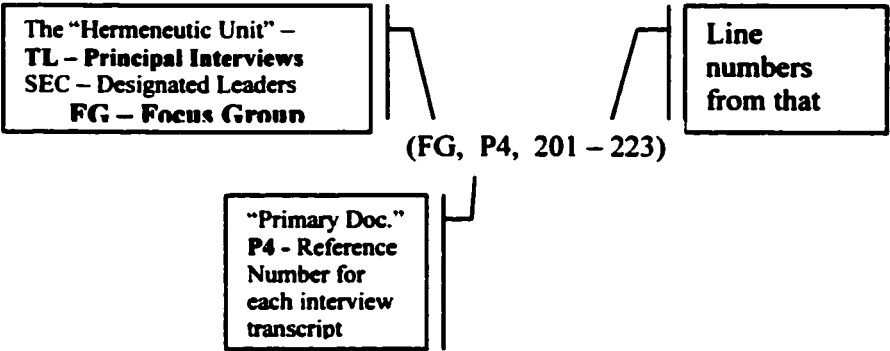 The "Hermeneutic Unit" –
TL – Principal Interviews
SEC – Designated Leaders
FG – Focus Group
Line
numbers
from that
(FG, P4, 201 – 223)
"Primary Doc."
P4 - Reference
Number for
each interview
transcript